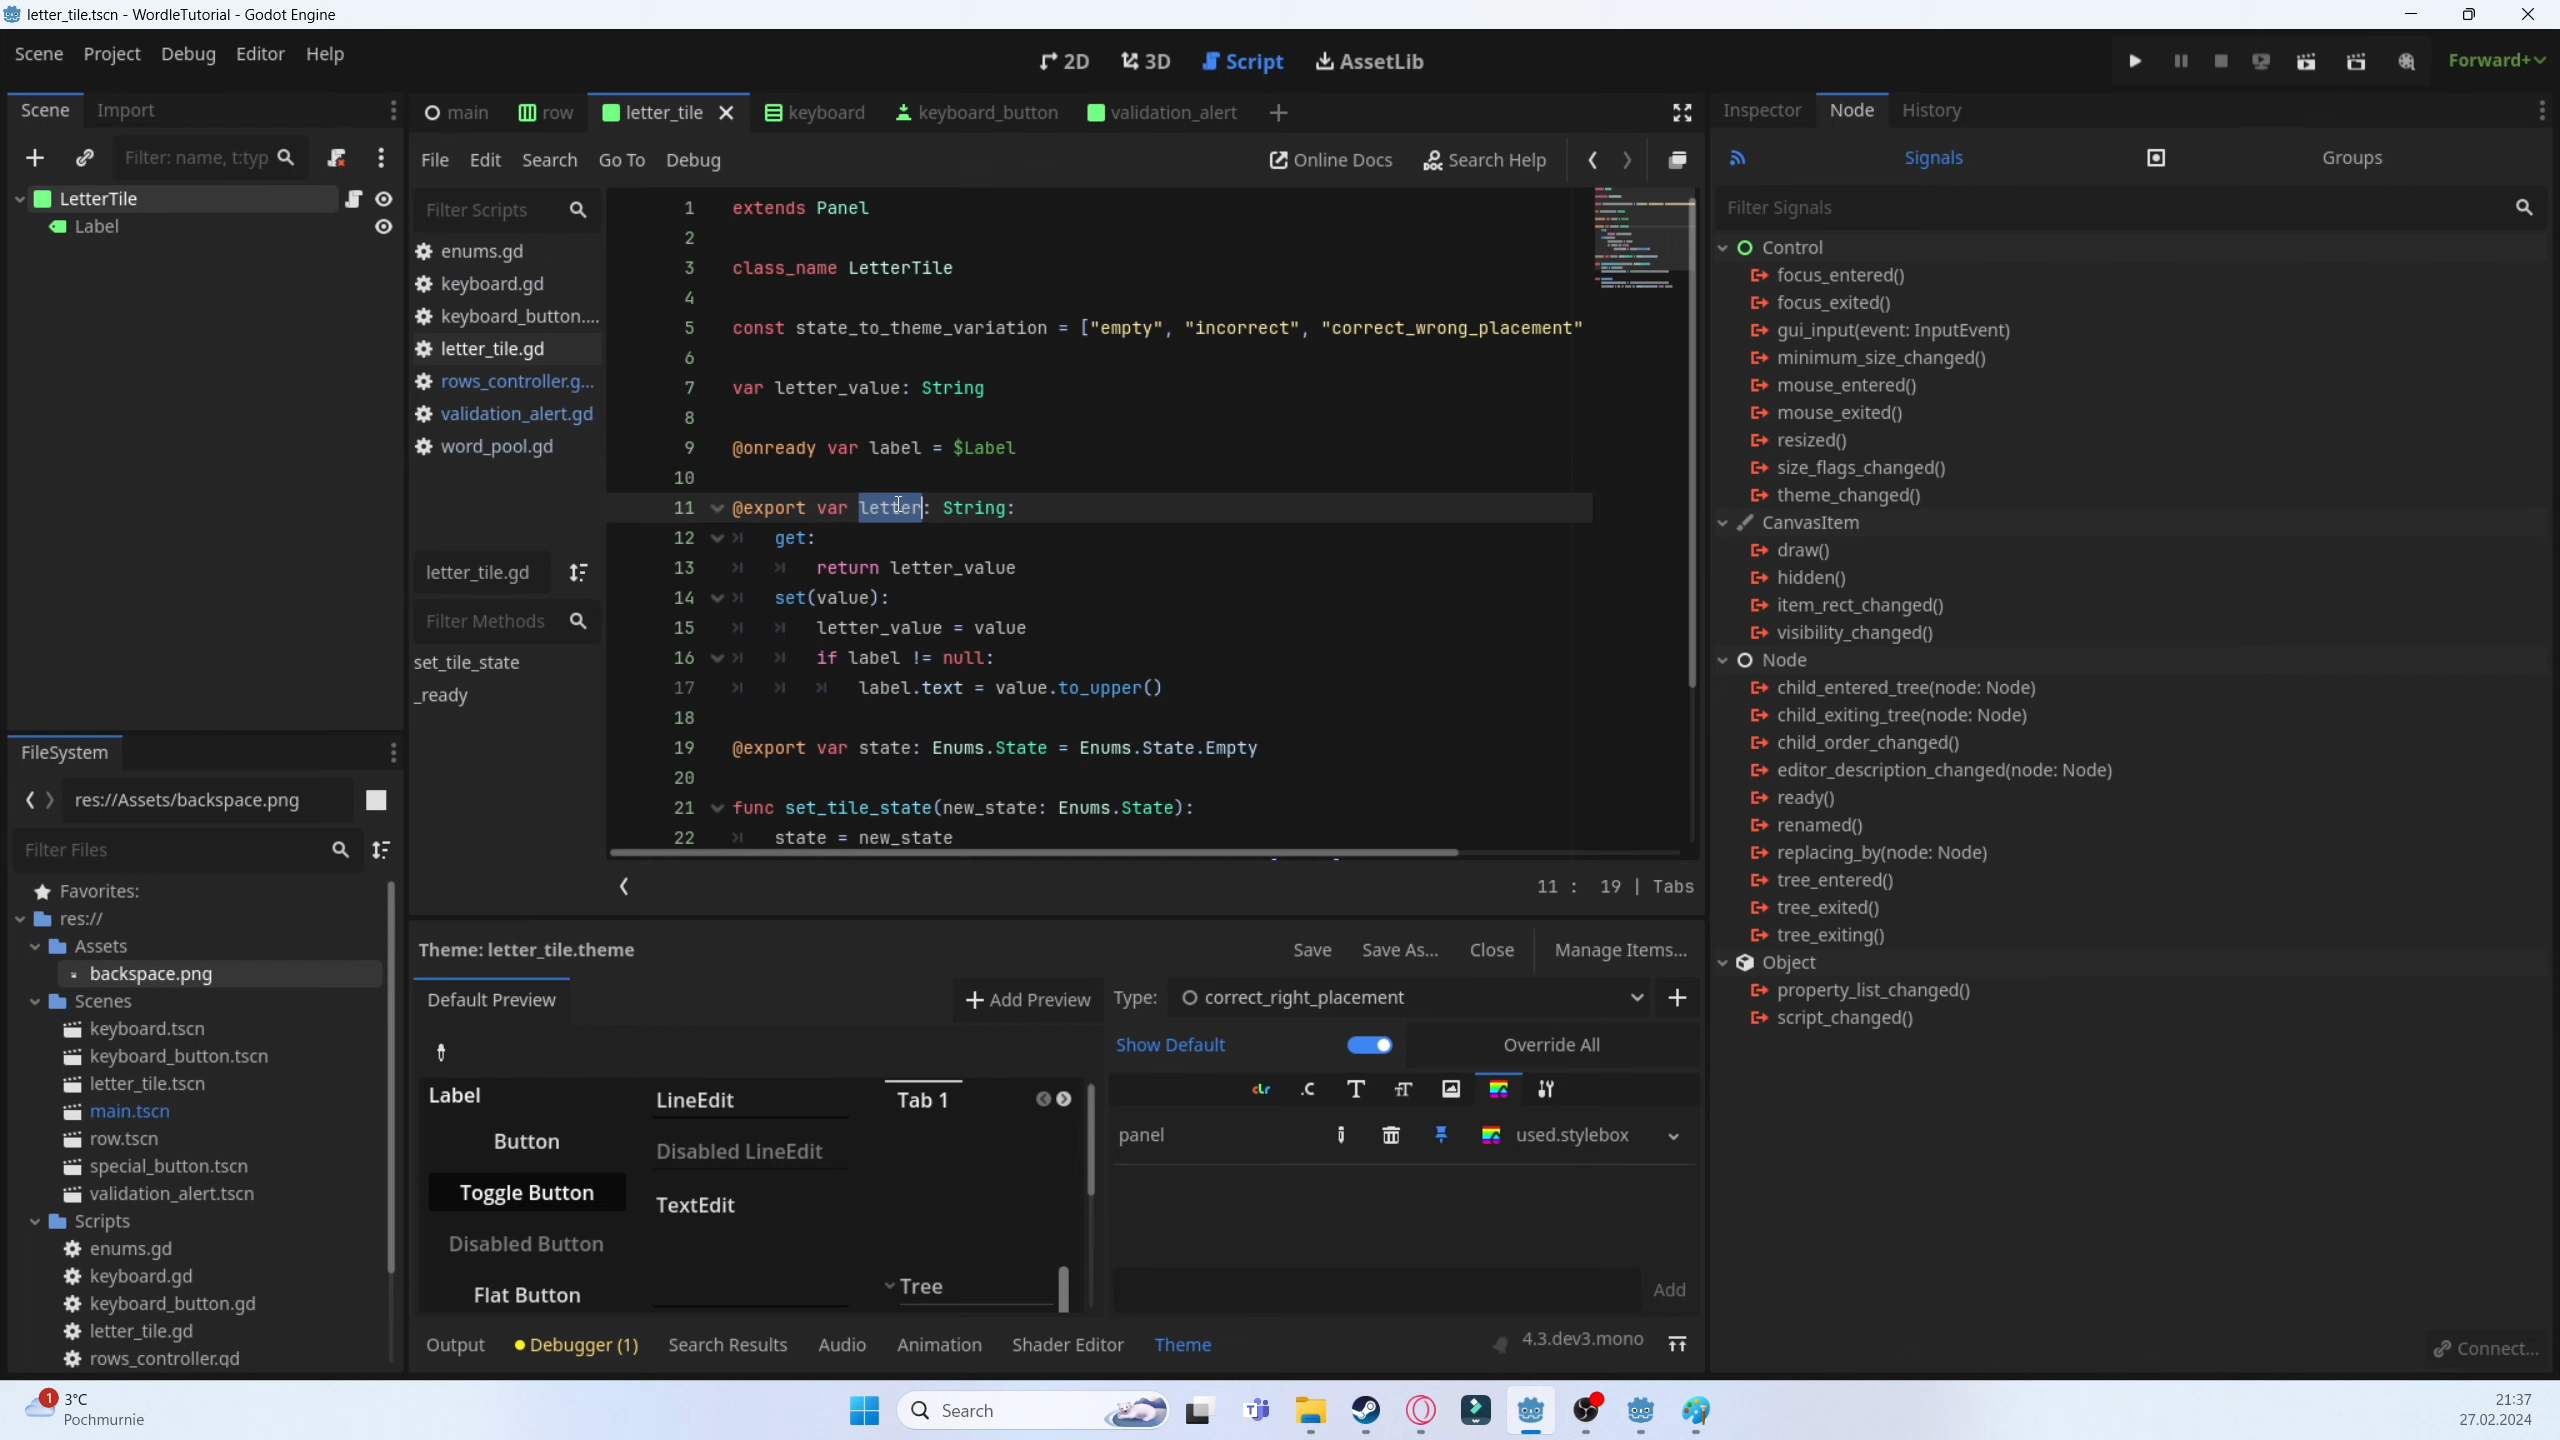 letter_tile.tscn - WordleTutorial - Godot Engine
Scene Project Debug Editor Help
2D 3D Script AssetLib
Forward+
Scene Import
main row letter_tile keyboard keyboard_button validation_alert
Inspector Node History
Filter: name, t:typ
File Edit Search Go To Debug
Online Docs Search Help
Signals Groups
LetterTile
Label
Filter Scripts
enums.gd
keyboard.gd
keyboard_button....
letter_tile.gd
rows_controller.g...
validation_alert.gd
word_pool.gd
letter_tile.gd
Filter Methods
set_tile_state
_ready
1 extends Panel
2
3 class_name LetterTile
4
5 const state_to_theme_variation = ["empty", "incorrect", "correct_wrong_placement"
6
7 var letter_value: String
8
9 @onready var label = $Label
10
11 @export var letter: String:
12 get:
13 return letter_value
14 set(value):
15 letter_value = value
16 if label != null:
17 label.text = value.to_upper()
18
19 @export var state: Enums.State = Enums.State.Empty
20
21 func set_tile_state(new_state: Enums.State):
22 state = new_state
11 : 19 | Tabs
Filter Signals
Control
focus_entered()
focus_exited()
gui_input(event: InputEvent)
minimum_size_changed()
mouse_entered()
mouse_exited()
resized()
size_flags_changed()
theme_changed()
CanvasItem
draw()
hidden()
item_rect_changed()
visibility_changed()
Node
child_entered_tree(node: Node)
child_exiting_tree(node: Node)
child_order_changed()
editor_description_changed(node: Node)
ready()
renamed()
replacing_by(node: Node)
tree_entered()
tree_exited()
tree_exiting()
Object
property_list_changed()
script_changed()
Connect...
FileSystem
res://Assets/backspace.png
Filter Files
Favorites:
res://
Assets
backspace.png
Scenes
keyboard.tscn
keyboard_button.tscn
letter_tile.tscn
main.tscn
row.tscn
special_button.tscn
validation_alert.tscn
Scripts
enums.gd
keyboard.gd
keyboard_button.gd
letter_tile.gd
rows_controller.gd
Theme: letter_tile.theme
Save Save As... Close Manage Items...
Default Preview
Add Preview
Type: correct_right_placement
Show Default Override All
clr .C T
panel used.stylebox
Add
Label
Button
Toggle Button
Disabled Button
Flat Button
LineEdit
Disabled LineEdit
TextEdit
Tab 1
Tree
Output Debugger (1) Search Results Audio Animation Shader Editor Theme
4.3.dev3.mono
1 3°C
Pochmurnie
Search
21:37
27.02.2024